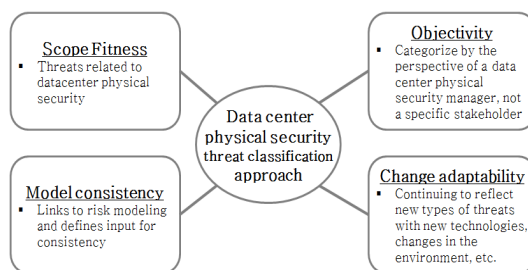 Scope Fitness
▪ Threats related to
datacenter physical
security
Objectivity
▪ Categorize by the
perspective of a data
center physical
security manager, not
a specific stakeholder
Data center
physical security
threat classification
approach
Model consistency
▪ Links to risk modeling
and defines input for
consistency
Change adaptability
▪ Continuing to reflect
new types of threats
with new technologies,
changes in the
environment, etc.